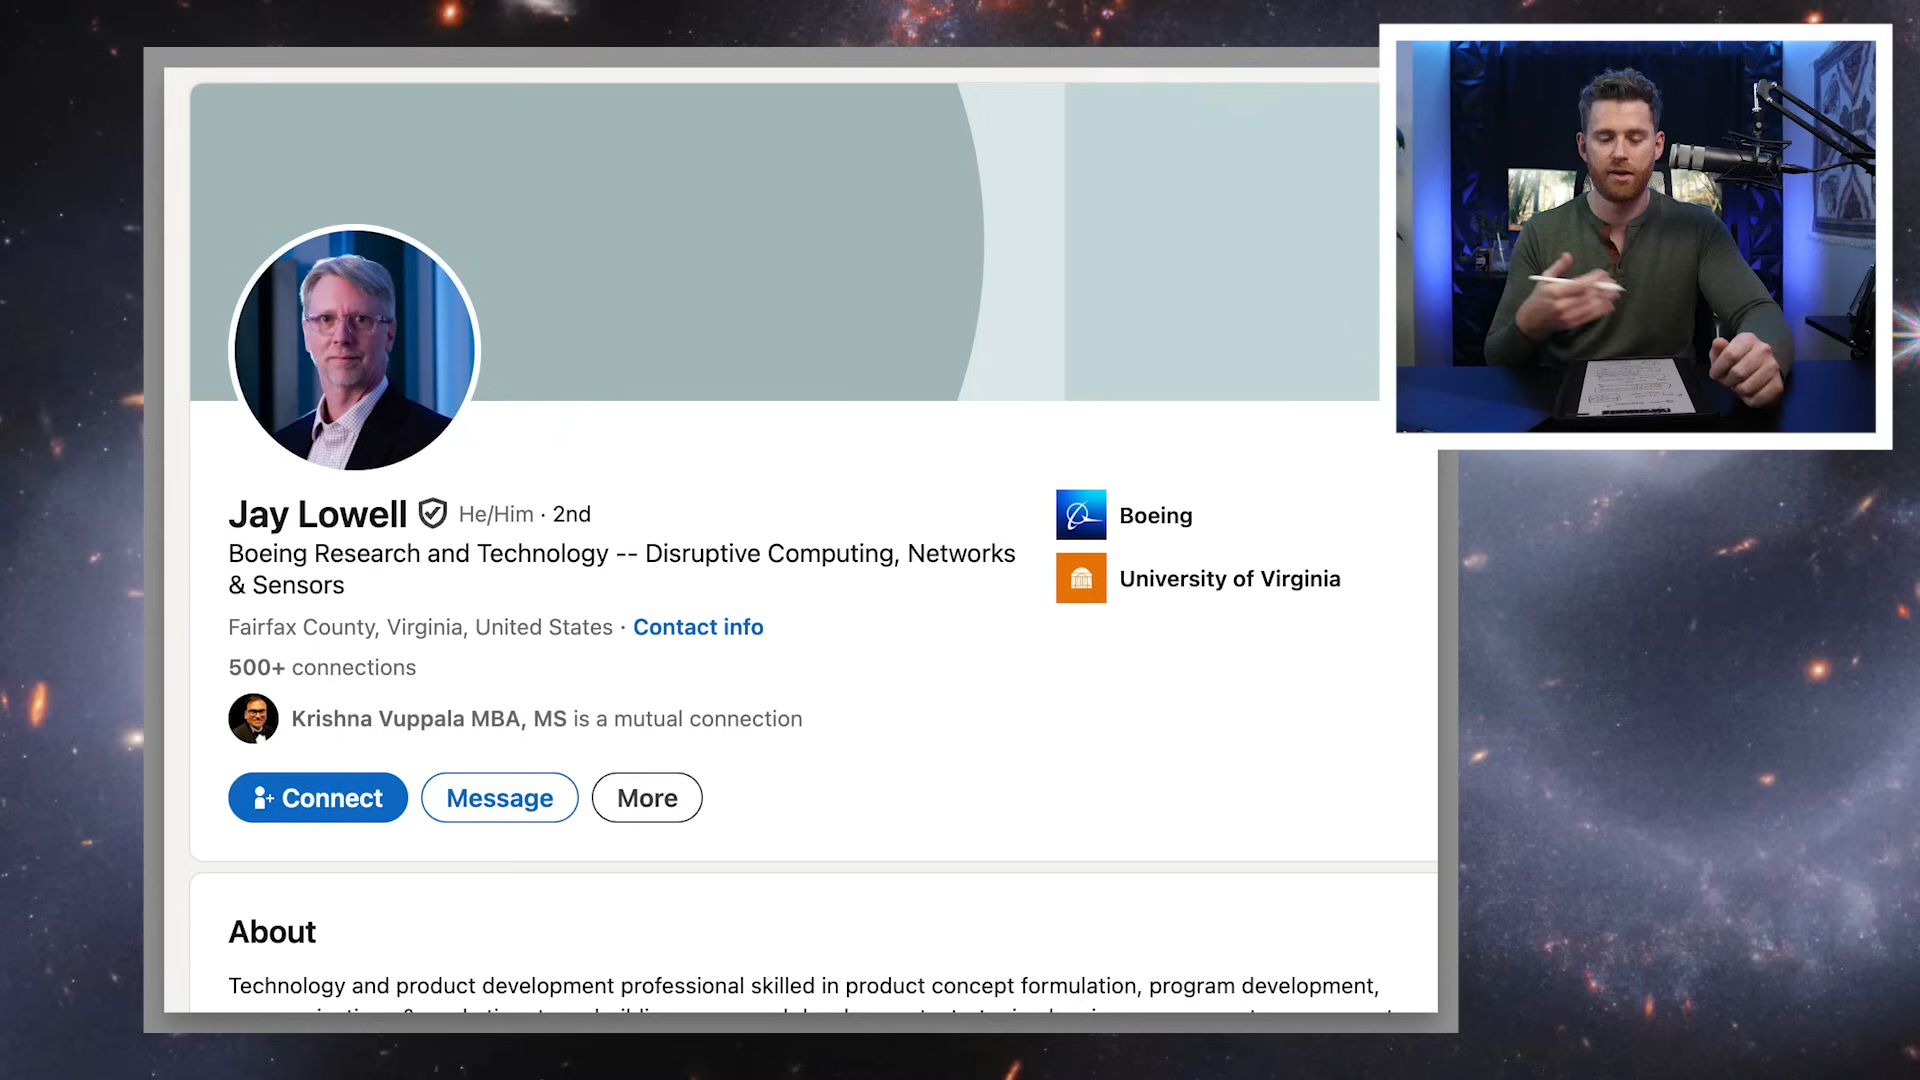 Jay Lowell He/Him · 2nd
Boeing Research and Technology -- Disruptive Computing, Networks
& Sensors
Fairfax County, Virginia, United States · Contact info
500+ connections
Krishna Vuppala MBA, MS is a mutual connection
Connect Message More
Boeing
University of Virginia
About
Technology and product development professional skilled in product concept formulation, program development,